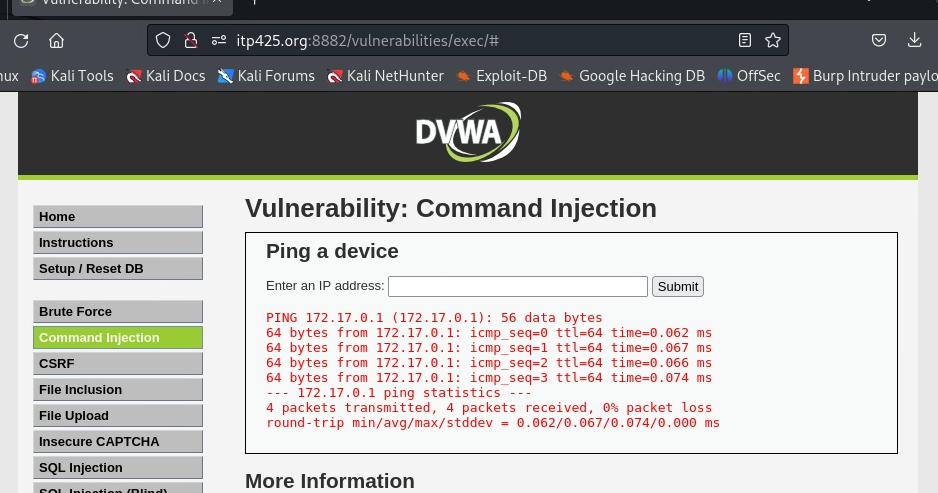 Vulnerability: Command I
itp425.org:8882/vulnerabilities/exec/#
Kali Tools Kali Docs Kali Forums Kali NetHunter Exploit-DB Google Hacking DB OffSec Burp Intruder paylo
DVWA
Home
Instructions
Setup / Reset DB
Brute Force
Command Injection
CSRF
File Inclusion
File Upload
Insecure CAPTCHA
SQL Injection
SQL Injection (Blind)
Vulnerability: Command Injection
Ping a device
Enter an IP address: Submit
PING 172.17.0.1 (172.17.0.1): 56 data bytes
64 bytes from 172.17.0.1: icmp_seq=0 ttl=64 time=0.062 ms
64 bytes from 172.17.0.1: icmp_seq=1 ttl=64 time=0.067 ms
64 bytes from 172.17.0.1: icmp_seq=2 ttl=64 time=0.066 ms
64 bytes from 172.17.0.1: icmp_seq=3 ttl=64 time=0.074 ms
--- 172.17.0.1 ping statistics ---
4 packets transmitted, 4 packets received, 0% packet loss
round-trip min/avg/max/stddev = 0.062/0.067/0.074/0.000 ms
More Information